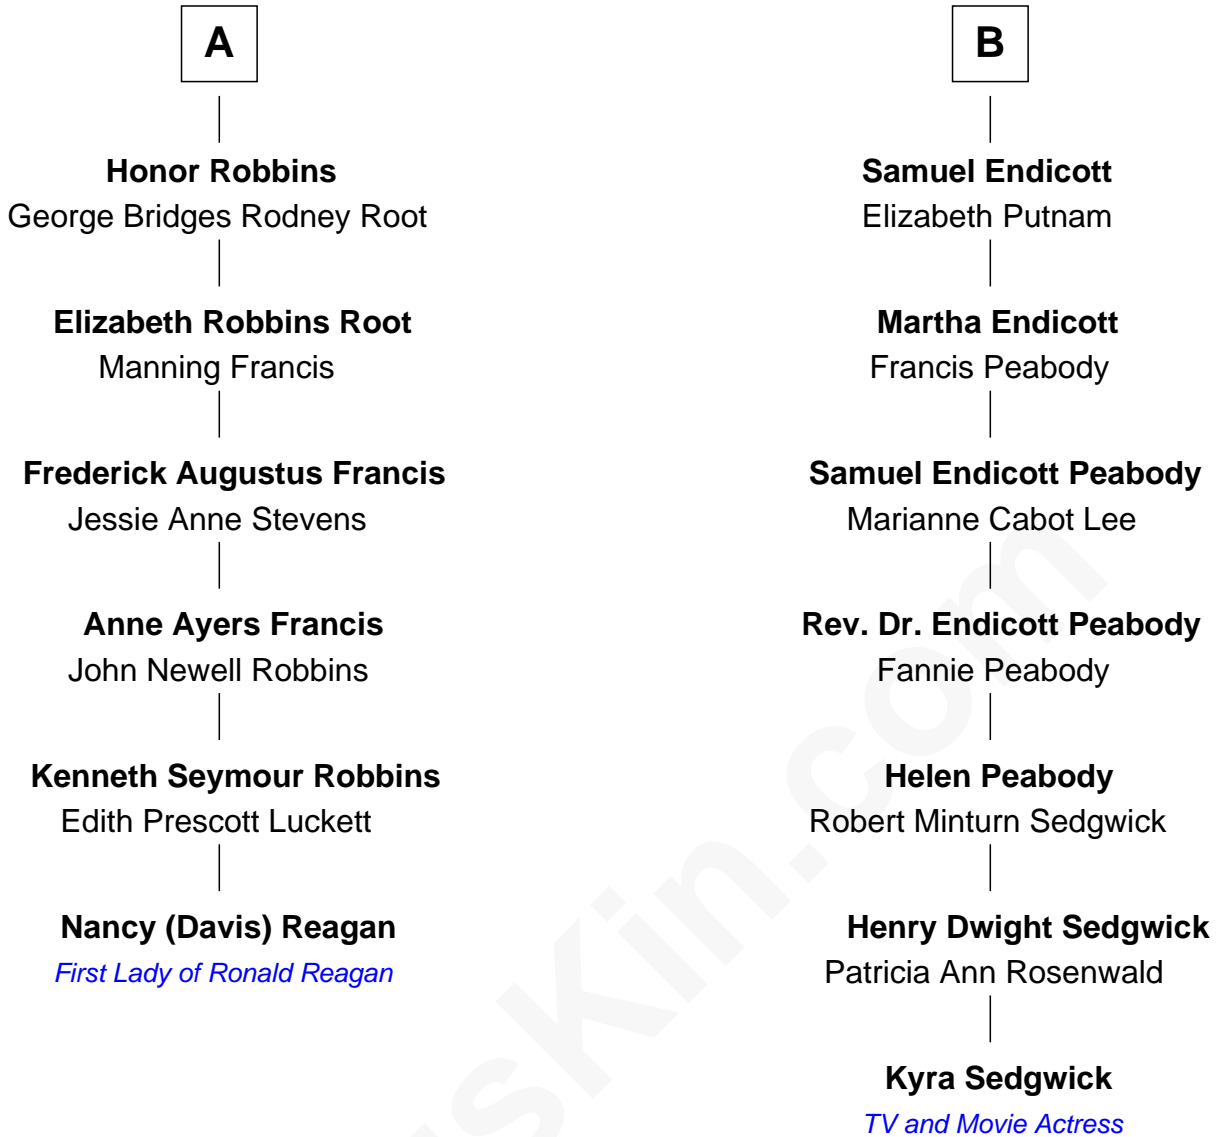 A
Honor Robbins
George Bridges Rodney Root
Elizabeth Robbins Root
Manning Francis
Frederick Augustus Francis
Jessie Anne Stevens
Anne Ayers Francis
John Newell Robbins
Kenneth Seymour Robbins
Edith Prescott Luckett
Nancy (Davis) Reagan
First Lady of Ronald Reagan
B
Samuel Endicott
Elizabeth Putnam
Martha Endicott
Francis Peabody
Samuel Endicott Peabody
Marianne Cabot Lee
Rev. Dr. Endicott Peabody
Fannie Peabody
Helen Peabody
Robert Minturn Sedgwick
Henry Dwight Sedgwick
Patricia Ann Rosenwald
Kyra Sedgwick
TV and Movie Actress